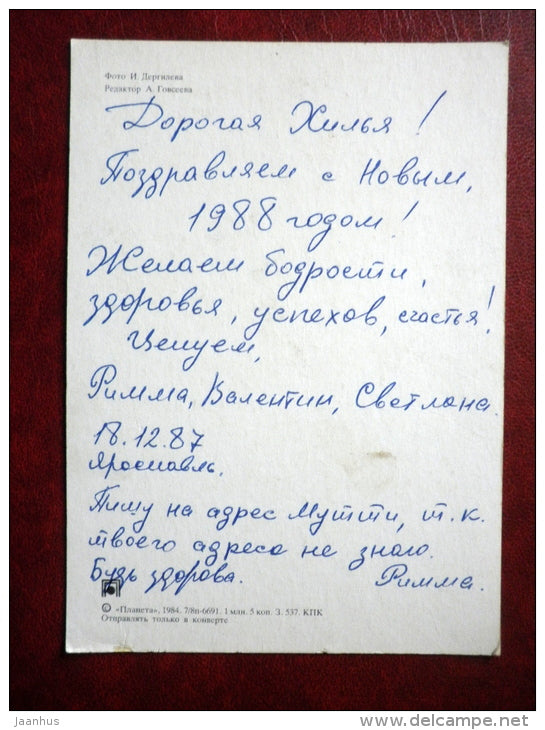 Фото И. Дергилева
Редактор А. Говсеева
Дорогая Хилья!
Поздравляем с Новым,
1988 годом!
Желаем бодрости,
здоровья, успехов, счастья!
Целуем,
Римма, Валентин, Светлана.
18.12.87
Ярославль.
Пишу на адрес Мутти, т.к.
твоего адреса не знаю.
Будь здорова. Римма.
© «Планета», 1984. 7/8п-6691. 1 млн. 5 коп. З. 537. КПК
Отправлять только в конверте
jaanhus
www.delcampe.net